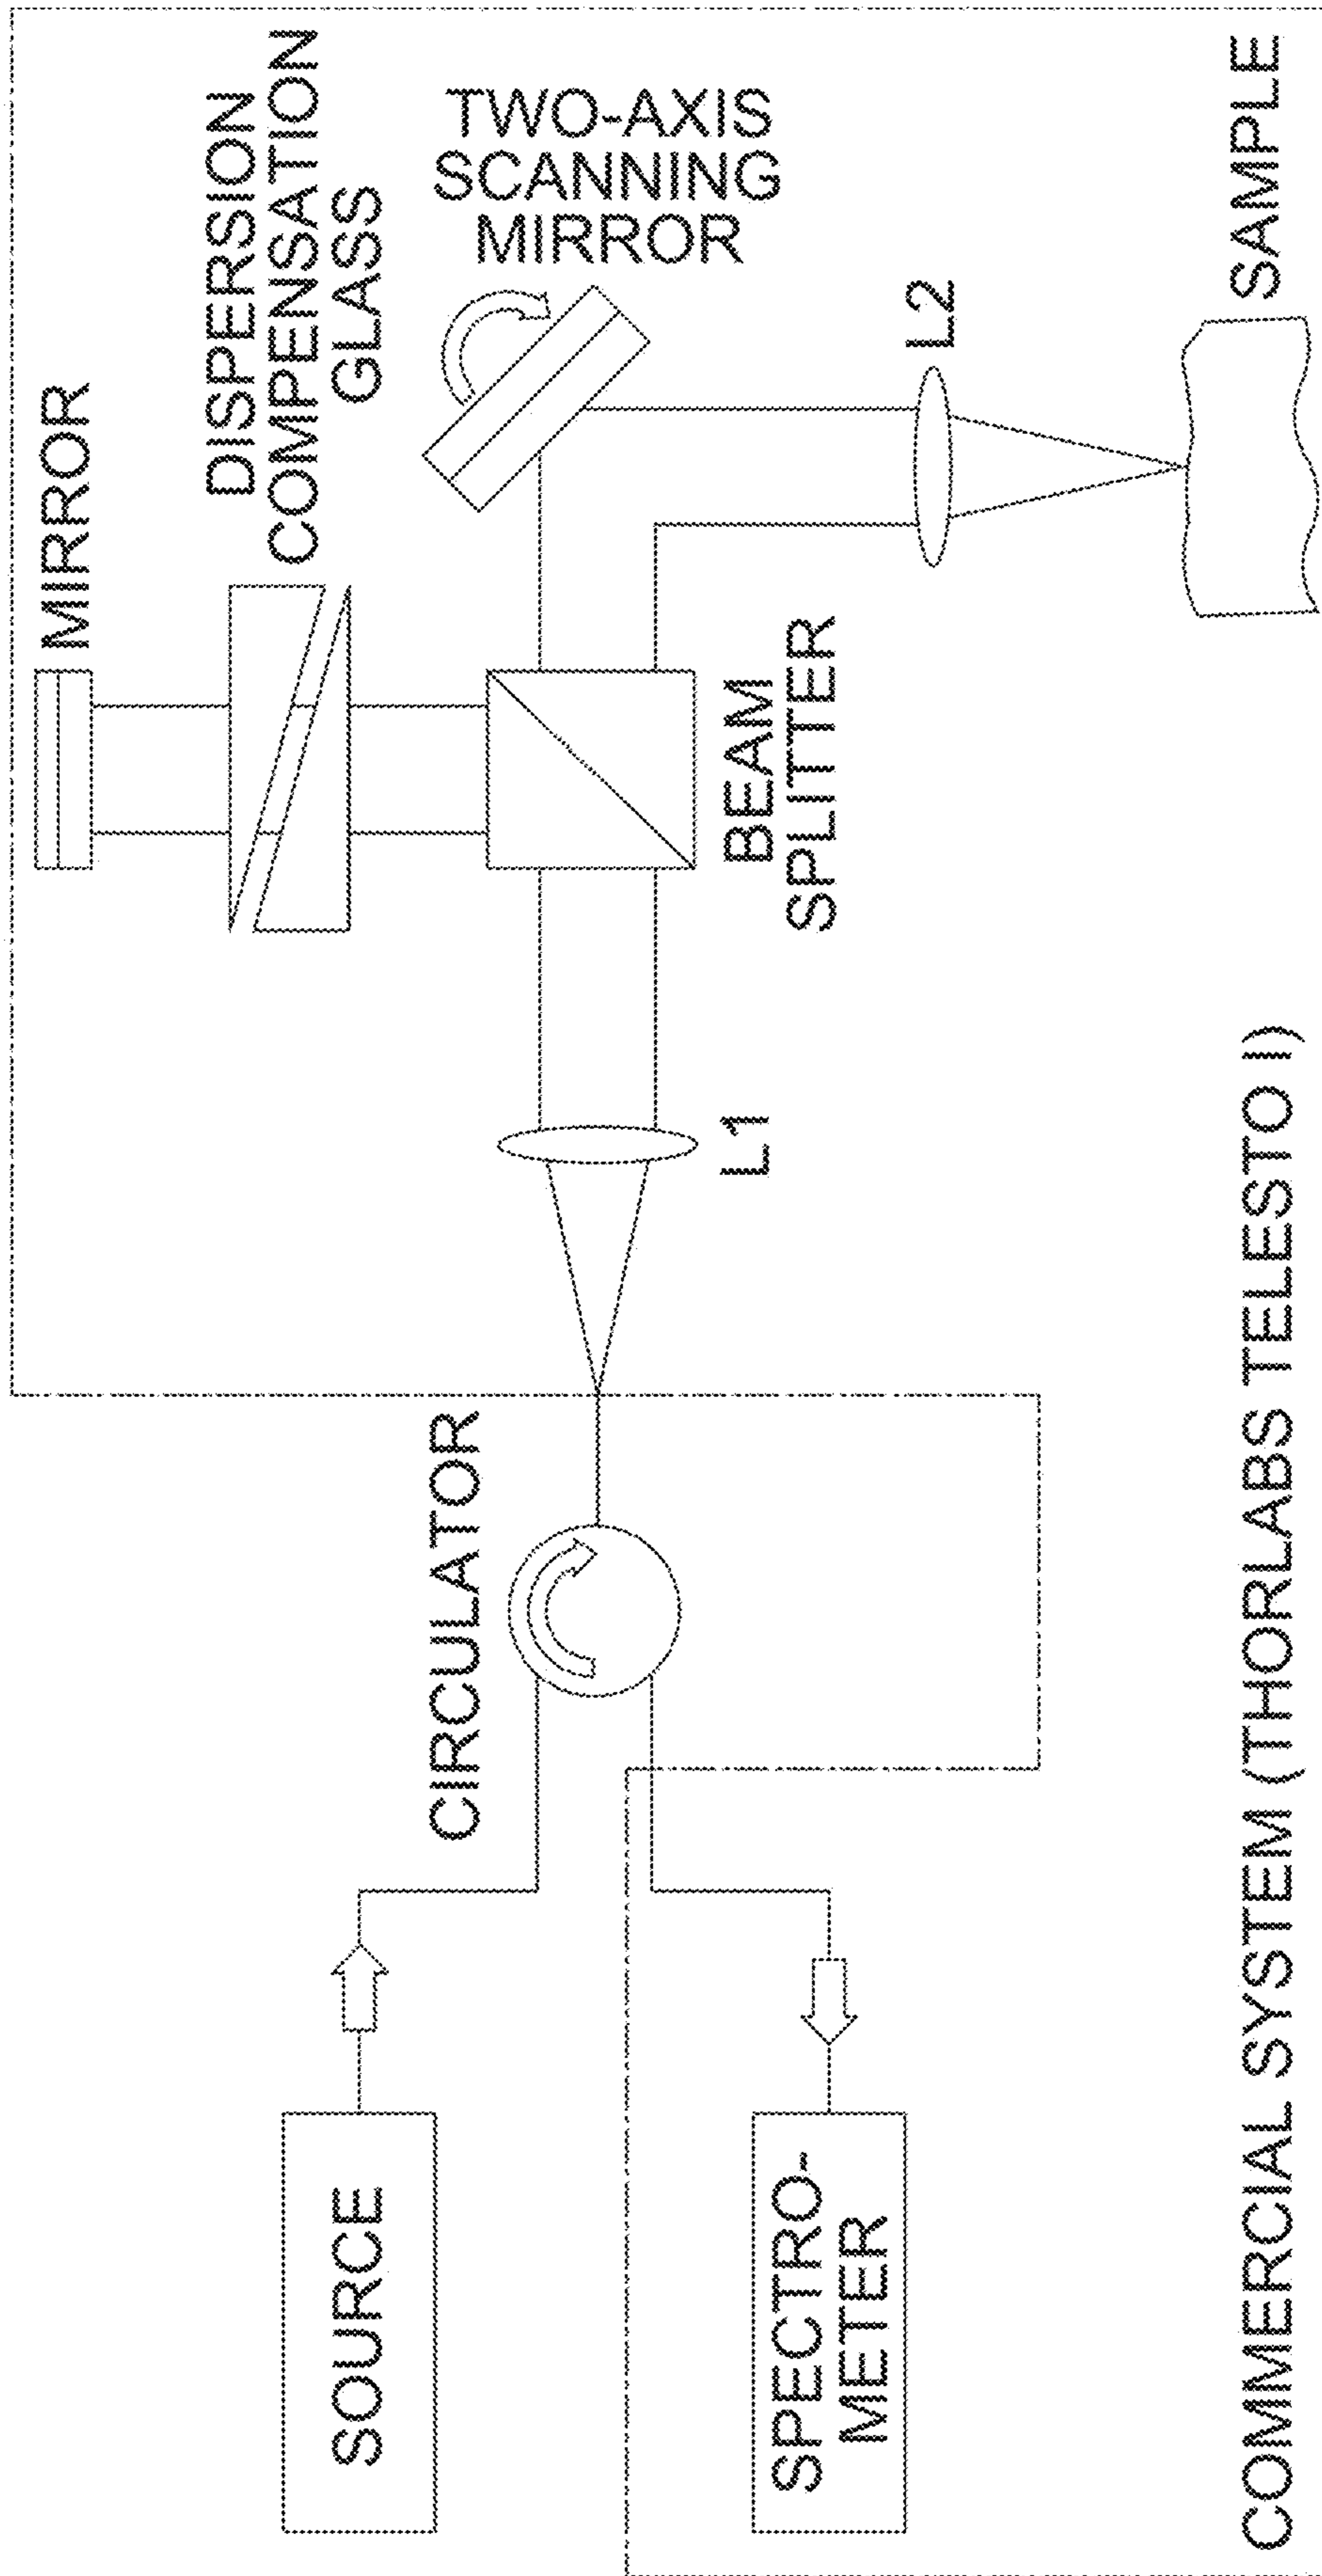 MIRROR
DISPERSION
COMPENSATION
GLASS
TWO-AXIS
SCANNING
MIRROR
CIRCULATOR
SOURCE
L1
BEAM
SPLITTER
L2
SPECTRO-
METER
SAMPLE
COMMERCIAL SYSTEM (THORLABS TELESTO I)